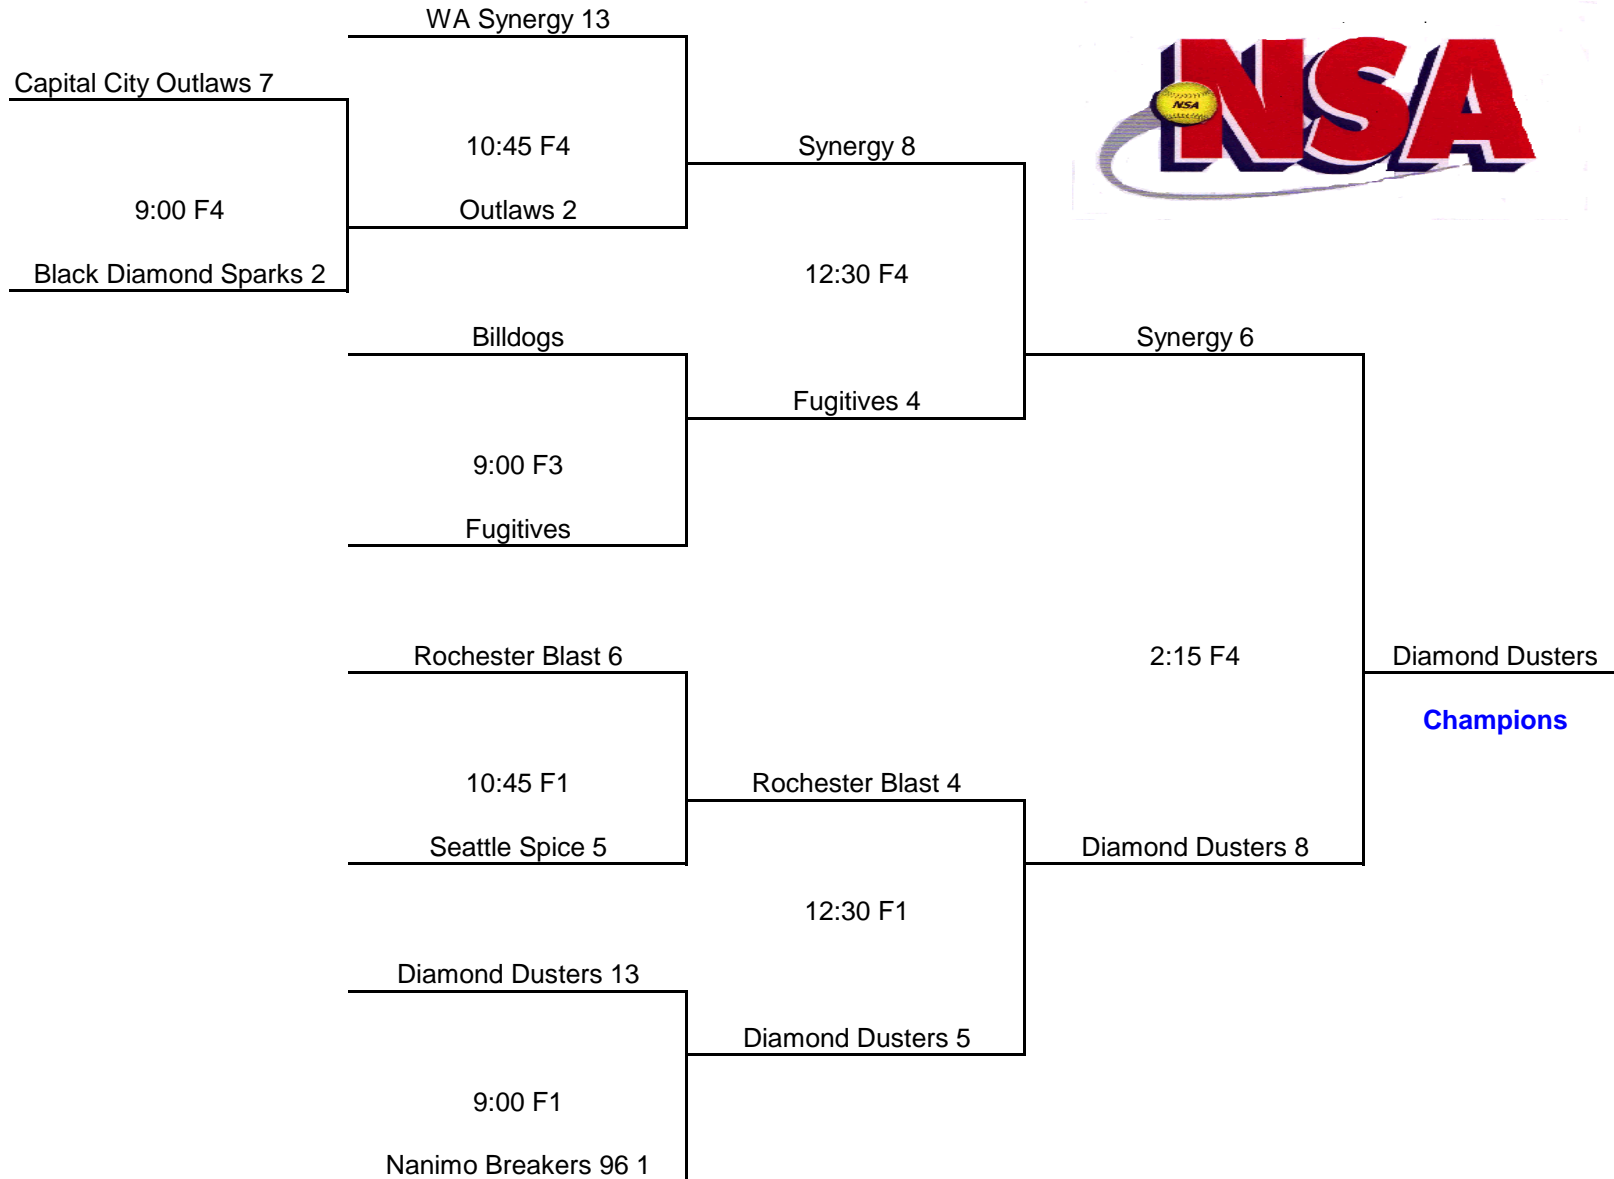 WA Synergy 13
Capital City Outlaws 7
NSA
NSA
10:45 F4
Synergy 8
9:00 F4
Outlaws 2
Black Diamond Sparks 2
12:30 F4
Billdogs
Synergy 6
Fugitives 4
9:00 F3
Fugitives
Rochester Blast 6
2:15 F4
Diamond Dusters
Champions
10:45 F1
Rochester Blast 4
Seattle Spice 5
Diamond Dusters 8
12:30 F1
Diamond Dusters 13
Diamond Dusters 5
9:00 F1
Nanimo Breakers 96 1